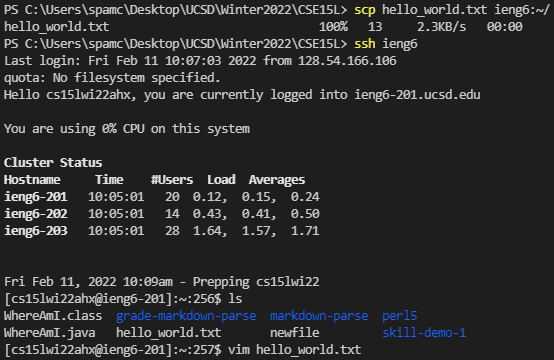 PS C:\Users\spamc\Desktop\UCSD\Winter2022\CSE15L> scp hello_world.txt ieng6:~/
hello_world.txt 100% 13 2.3KB/s 00:00
PS C:\Users\spamc\Desktop\UCSD\Winter2022\CSE15L> ssh ieng6
Last login: Fri Feb 11 10:07:03 2022 from 128.54.166.106
quota: No filesystem specified.
Hello cs15lwi22ahx, you are currently logged into ieng6-201.ucsd.edu
You are using 0% CPU on this system
Cluster Status
Hostname Time #Users Load Averages
ieng6-201 10:05:01 20 0.12, 0.15, 0.24
ieng6-202 10:05:01 14 0.43, 0.41, 0.50
ieng6-203 10:05:01 28 1.64, 1.57, 1.71
Fri Feb 11, 2022 10:09am - Prepping cs15lwi22
[cs15lwi22ahx@ieng6-201]:~:256$ ls
WhereAmI.class grade-markdown-parse markdown-parse perl5
WhereAmI.java hello_world.txt newfile skill-demo-1
[cs15lwi22ahx@ieng6-201]:~:257$ vim hello_world.txt